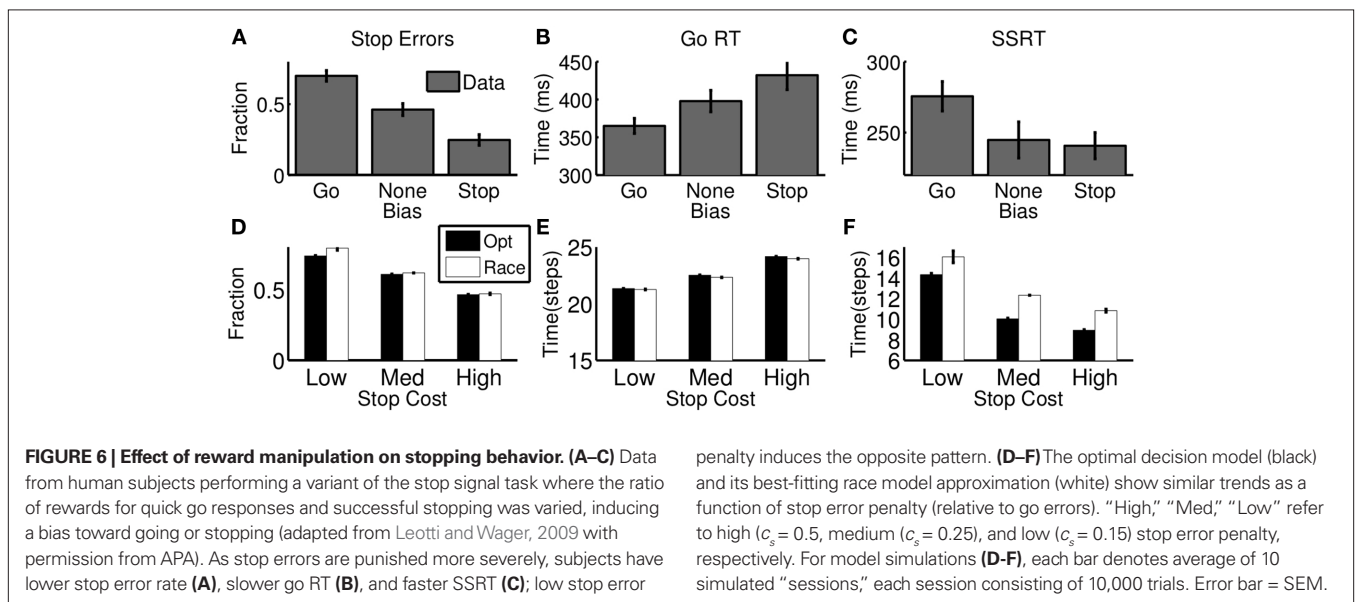 A Stop Errors
Fraction
0.5
0
Data
Go None Stop
Bias
B Go RT
Time (ms)
450
400
350
300
Go None Stop
Bias
C SSRT
Time (ms)
300
250
Go None Stop
Bias
D
Fraction
0.5
0
Opt
Race
Low Med High
Stop Cost
E
Time(steps)
25
20
15
Low Med High
Stop Cost
F
Time(steps)
16
14
12
10
8
6
Low Med High
Stop Cost
FIGURE 6 | Effect of reward manipulation on stopping behavior. (A–C) Data
from human subjects performing a variant of the stop signal task where the ratio
of rewards for quick go responses and successful stopping was varied, inducing
a bias toward going or stopping (adapted from Leotti and Wager, 2009 with
permission from APA). As stop errors are punished more severely, subjects have
lower stop error rate (A), slower go RT (B), and faster SSRT (C); low stop error
penalty induces the opposite pattern. (D–F) The optimal decision model (black)
and its best-fitting race model approximation (white) show similar trends as a
function of stop error penalty (relative to go errors). “High,” “Med,” “Low” refer
to high (cs = 0.5, medium (cs = 0.25), and low (cs = 0.15) stop error penalty,
respectively. For model simulations (D-F), each bar denotes average of 10
simulated “sessions,” each session consisting of 10,000 trials. Error bar = SEM.